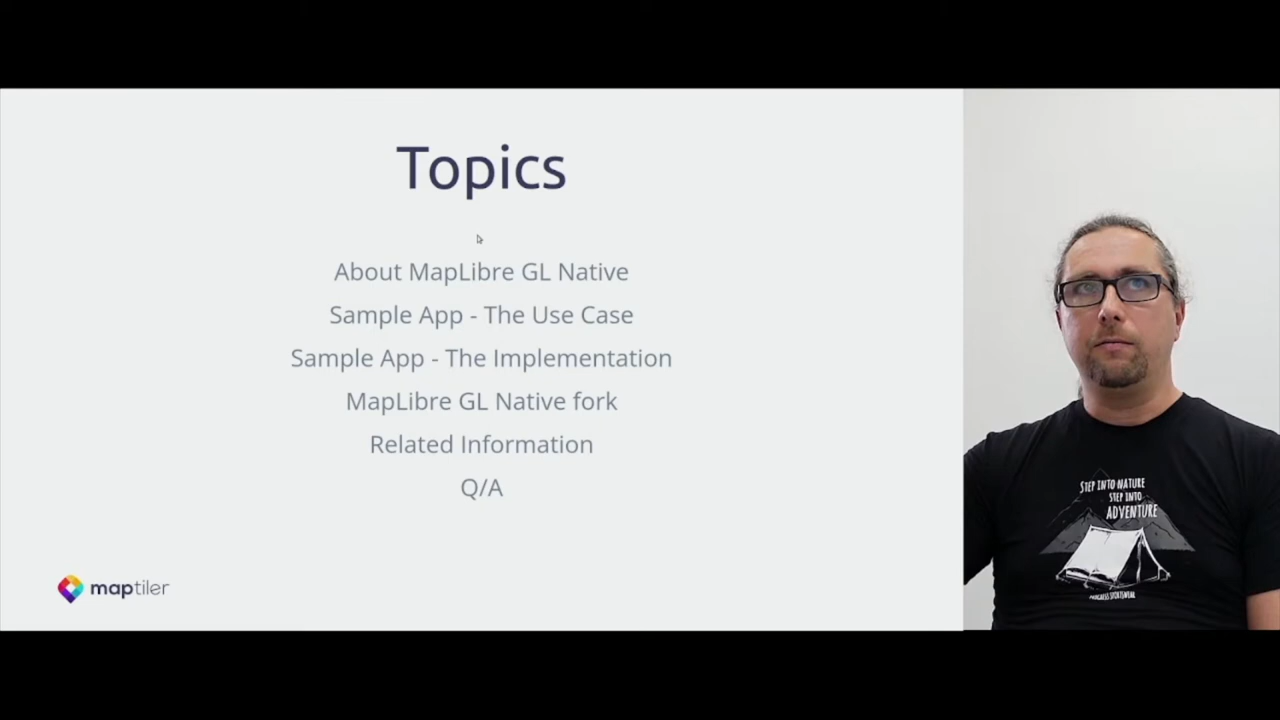 Topics
About MapLibre GL Native
Sample App - The Use Case
Sample App - The Implementation
MapLibre GL Native fork
Related Information
Q/A
maptiler
STEP INTO NATURE
STEP INTO
ADVENTURE